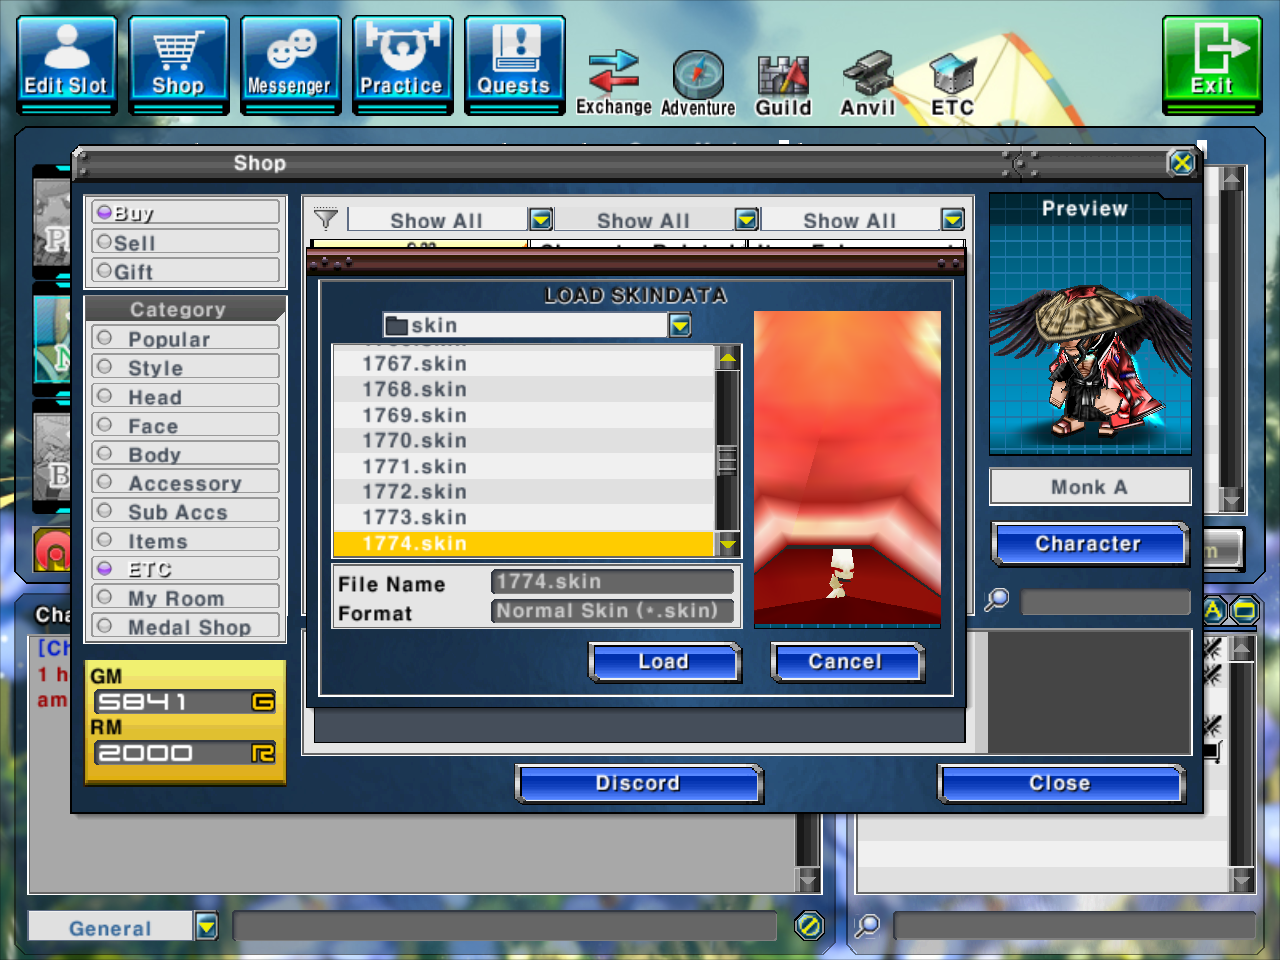 Edit Slot
Shop
Messenger
Practice
Quests
Exchange
Adventure
Guild
Anvil
ETC
Exit
Shop
Buy
Sell
Gift
Category
Popular
Style
Head
Face
Body
Accessory
Sub Accs
Items
ETC
My Room
Medal Shop
GM
5841 G
RM
2000 R
Show All
Show All
Show All
LOAD SKINDATA
skin
1767.skin
1768.skin
1769.skin
1770.skin
1771.skin
1772.skin
1773.skin
1774.skin
File Name
1774.skin
Format
Normal Skin (*.skin)
Load
Cancel
Preview
Monk A
Character
Discord
Close
Cha
[Ch
1 h
am
A
General